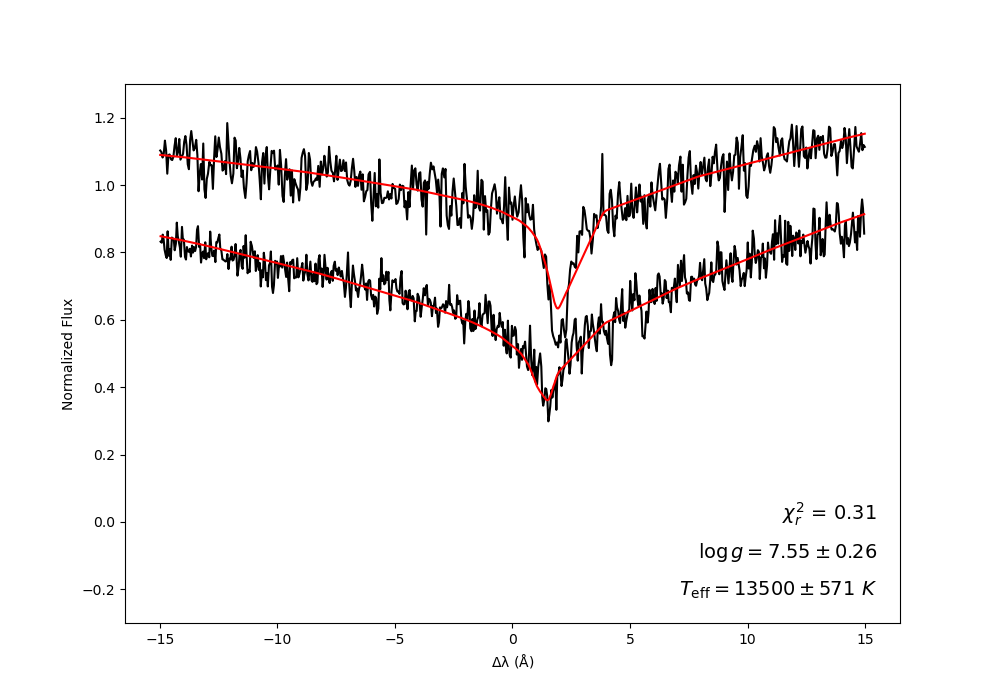 1.2
1.0
0.8
0.6
0.4
0.2
0.0
−0.2
Normalized Flux
χ²ᵣ = 0.31
log g = 7.55 ± 0.26
T_eff = 13500 ± 571 K
−15 −10 −5 0 5 10 15
Δλ (Å)